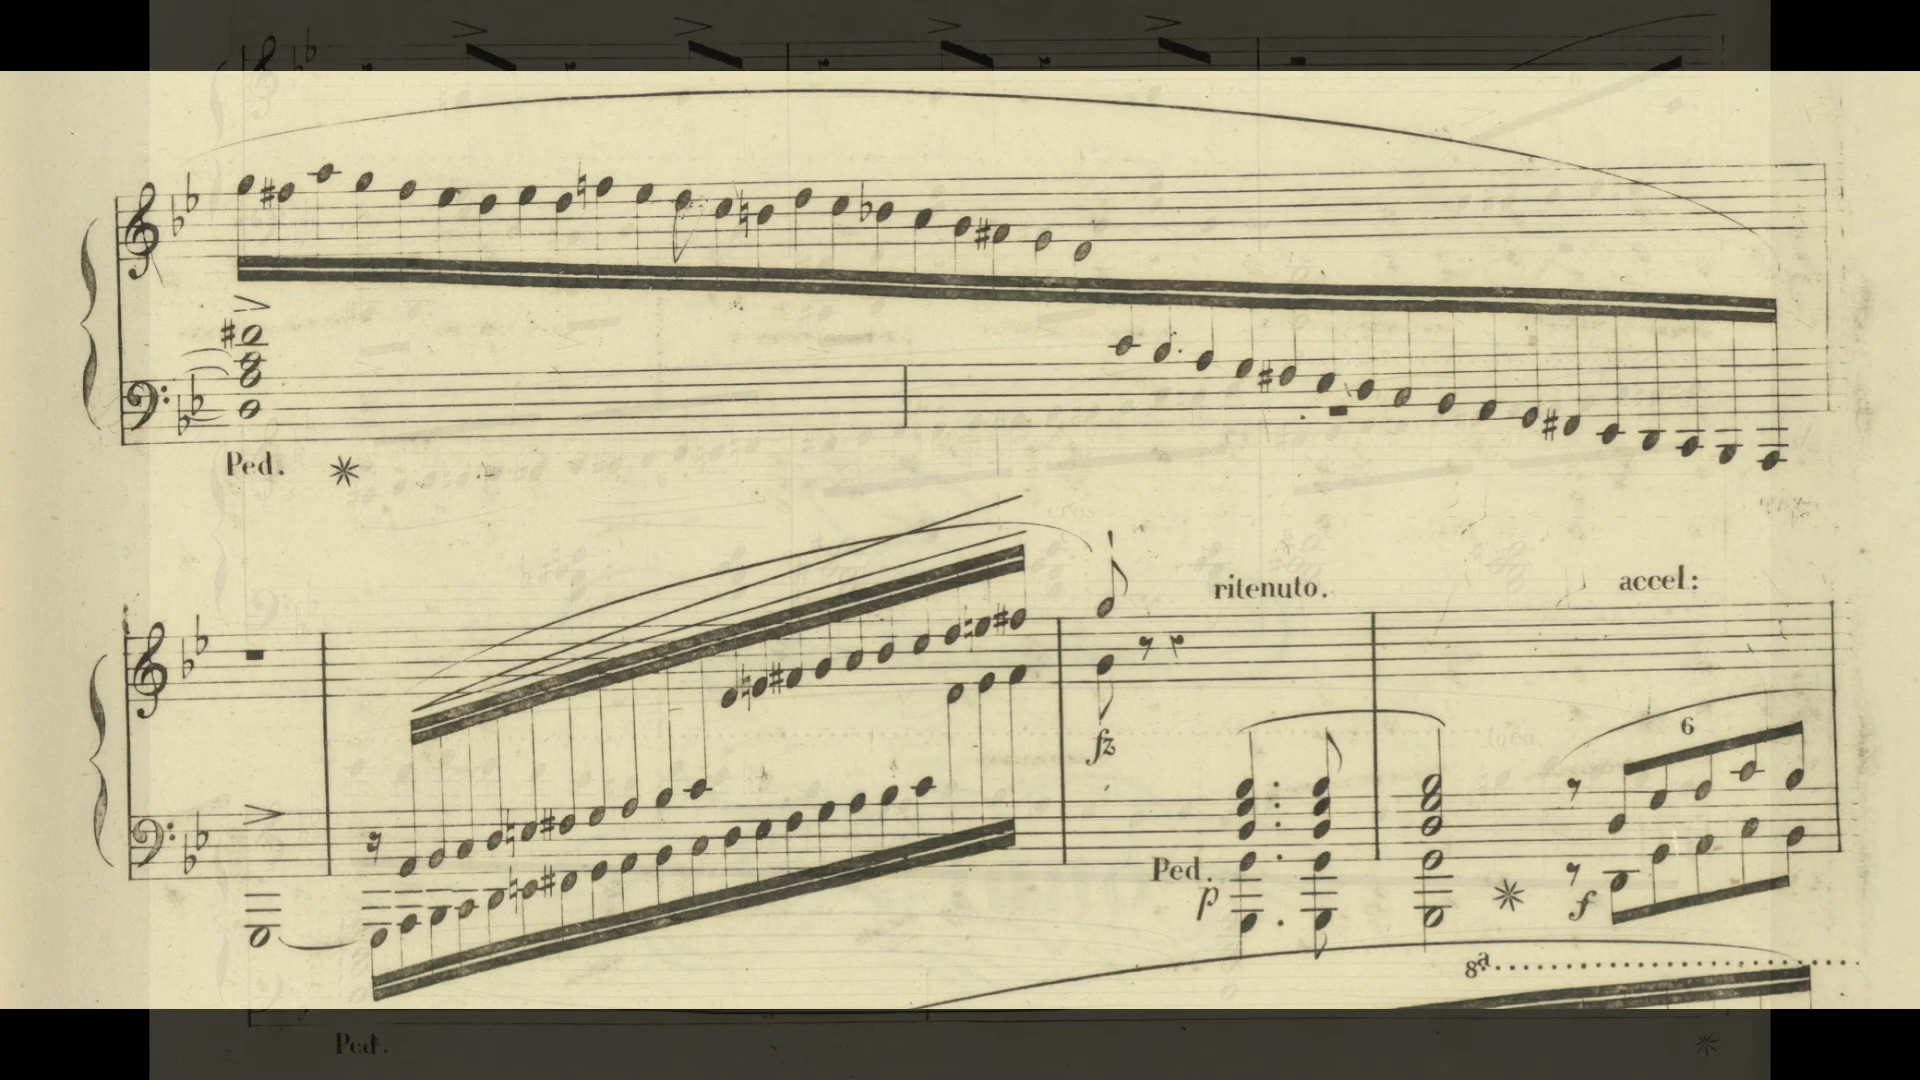 Ped.
ritenuto. accel:
6
fz
Ped.
p f
8a
Ped.